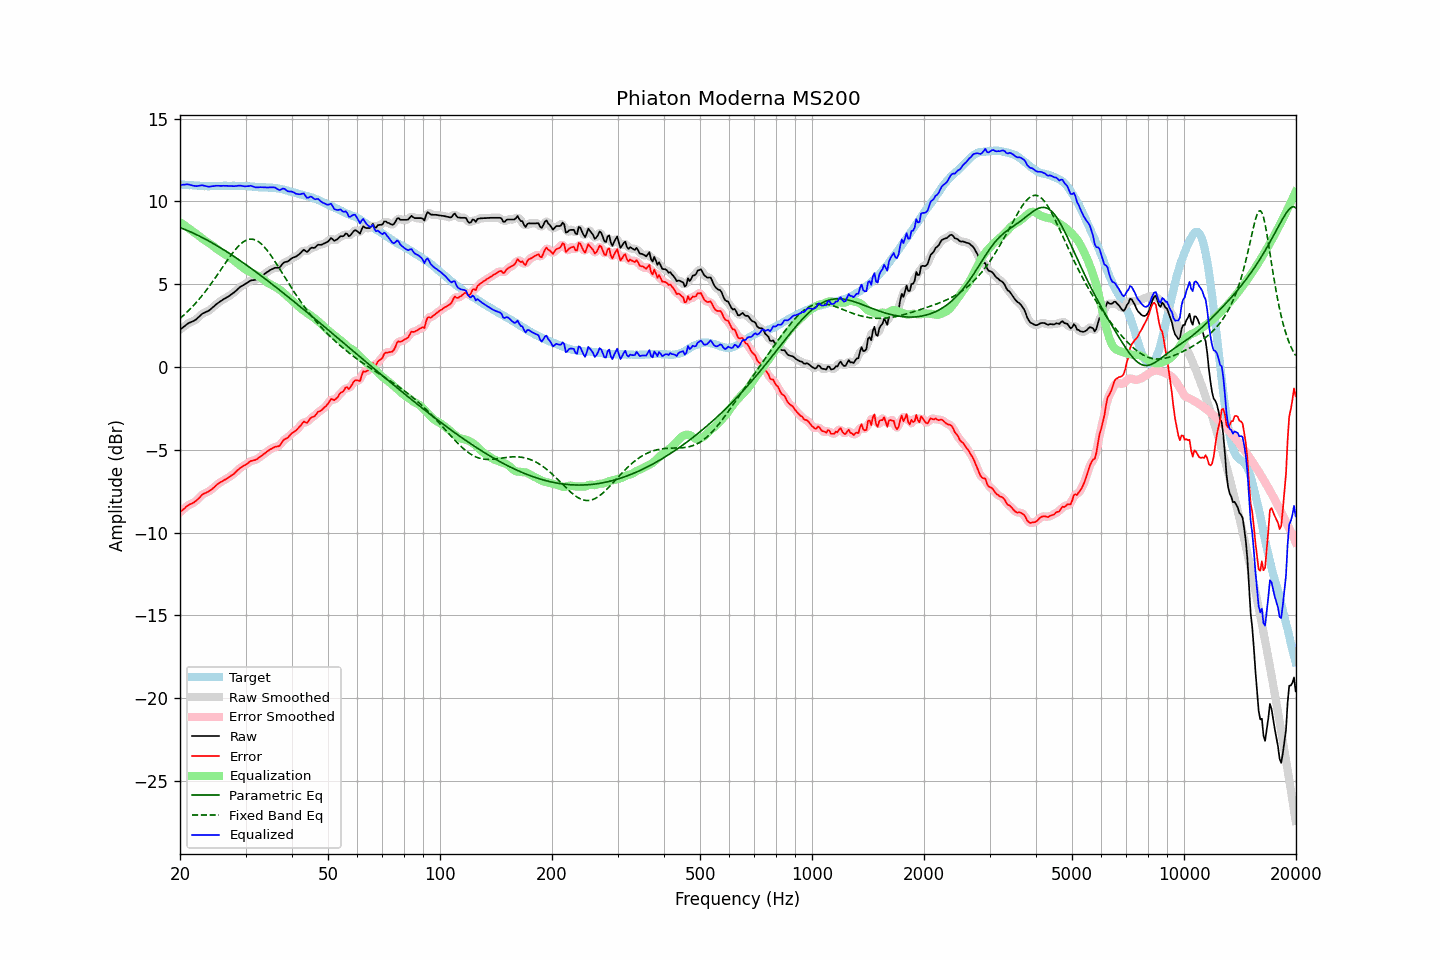 Phiaton Moderna MS200
15
10
5
0
−5
−10
−15
−20
−25
Amplitude (dBr)
Target
Raw Smoothed
Error Smoothed
Raw
Error
Equalization
Parametric Eq
Fixed Band Eq
Equalized
20 50 100 200 500 1000 2000 5000 10000 20000
Frequency (Hz)